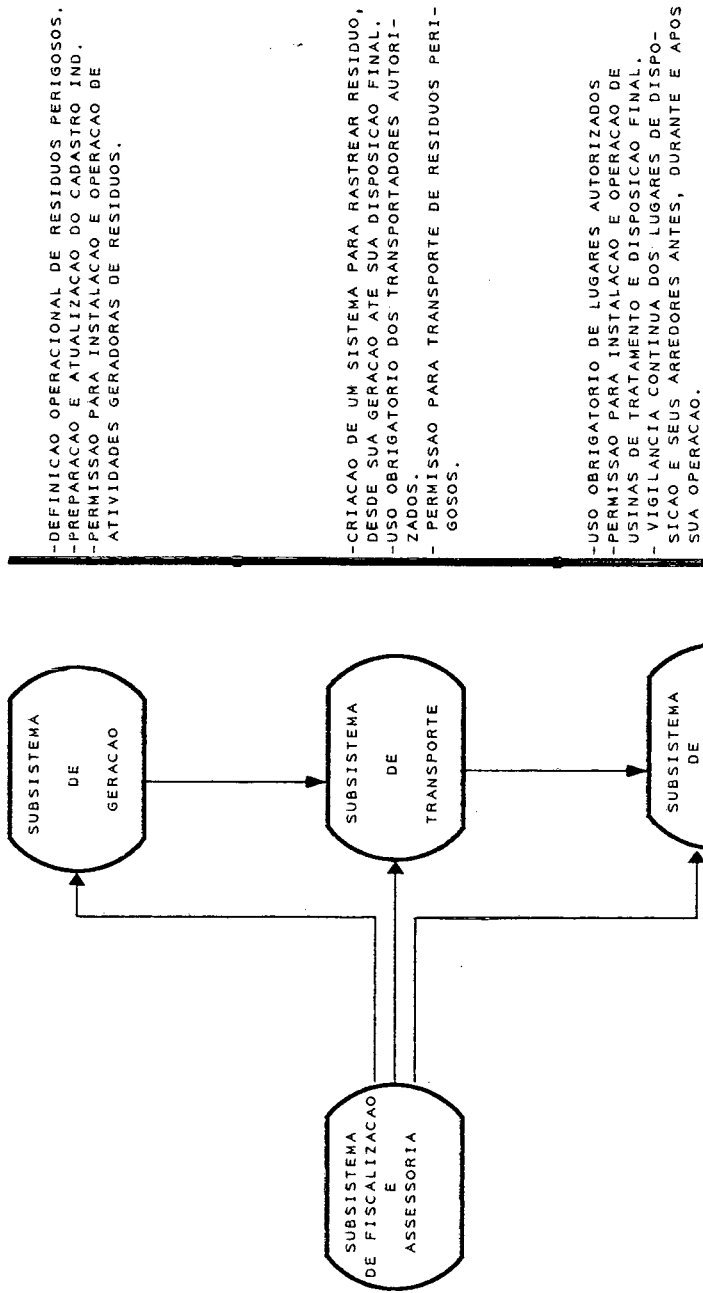 SUBSISTEMA
DE FISCALIZACAO
E
ASSESSORIA
SUBSISTEMA
DE
GERACAO
SUBSISTEMA
DE
TRANSPORTE
SUBSISTEMA
DE
-DEFINICAO OPERACIONAL DE RESIDUOS PERIGOSOS.
-PREPARACAO E ATUALIZACAO DO CADASTRO IND.
-PERMISSAO PARA INSTALACAO E OPERACAO DE
ATIVIDADES GERADORAS DE RESIDUOS.
-CRIACAO DE UM SISTEMA PARA RASTREAR RESIDUO,
DESDE SUA GERACAO ATE SUA DISPOSICAO FINAL.
-USO OBRIGATORIO DOS TRANSPORTADORES AUTORI-
ZADOS.
-PERMISSAO PARA TRANSPORTE DE RESIDUOS PERI-
GOSOS.
-USO OBRIGATORIO DE LUGARES AUTORIZADOS
-PERMISSAO PARA INSTALACAO E OPERACAO DE
USINAS DE TRATAMENTO E DISPOSICAO FINAL.
- VIGILANCIA CONTINUA DOS LUGARES DE DISPO-
SICAO E SEUS ARREDORES ANTES, DURANTE E APOS
SUA OPERACAO.